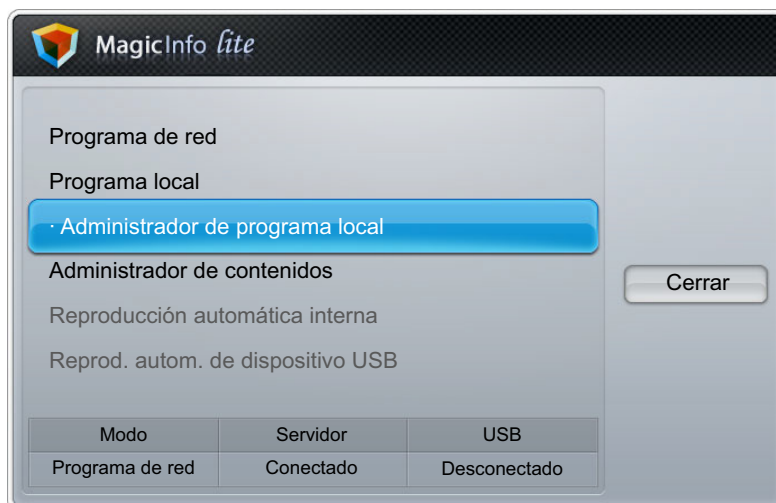 MagicInfo lite
Programa de red
Programa local
· Administrador de programa local
Administrador de contenidos
Reproducción automática interna
Reprod. autom. de dispositivo USB
Cerrar
Modo Servidor USB
Programa de red Conectado Desconectado